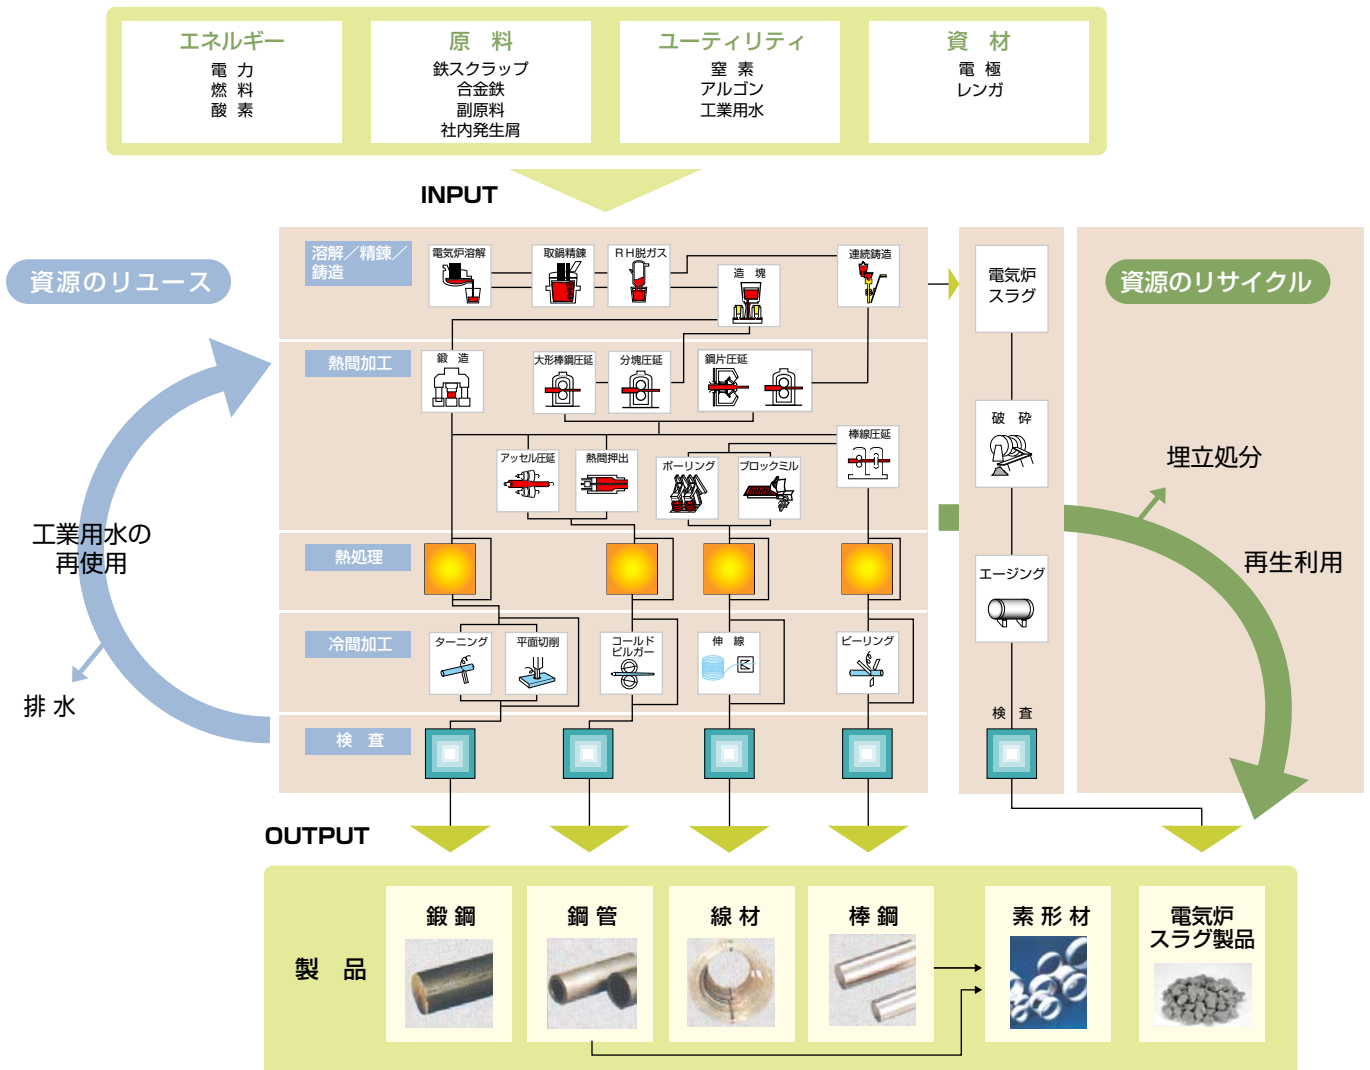 エネルギー
電 力
燃 料
酸 素
原 料
鉄スクラップ
合金鉄
副原料
社内発生屑
ユーティリティ
窒 素
アルゴン
工業用水
資 材
電 極
レンガ
INPUT
資源のリユース
工業用水の
再使用
排 水
溶解／精錬／
鋳造
電気炉溶解
取鍋精錬
ＲＨ脱ガス
造 塊
連続鋳造
熱間加工
鍛 造
大形棒鋼圧延
分塊圧延
鋼片圧延
アッセル圧延
熱間押出
ポーリング
ブロックミル
棒線圧延
熱処理
冷間加工
ターニング
平面切削
コールド
ピルガー
伸 線
ピーリング
検 査
電気炉
スラグ
破 砕
エージング
検 査
資源のリサイクル
埋立処分
再生利用
OUTPUT
製 品
鍛 鋼
鋼 管
線 材
棒 鋼
素 形 材
電気炉
スラグ製品